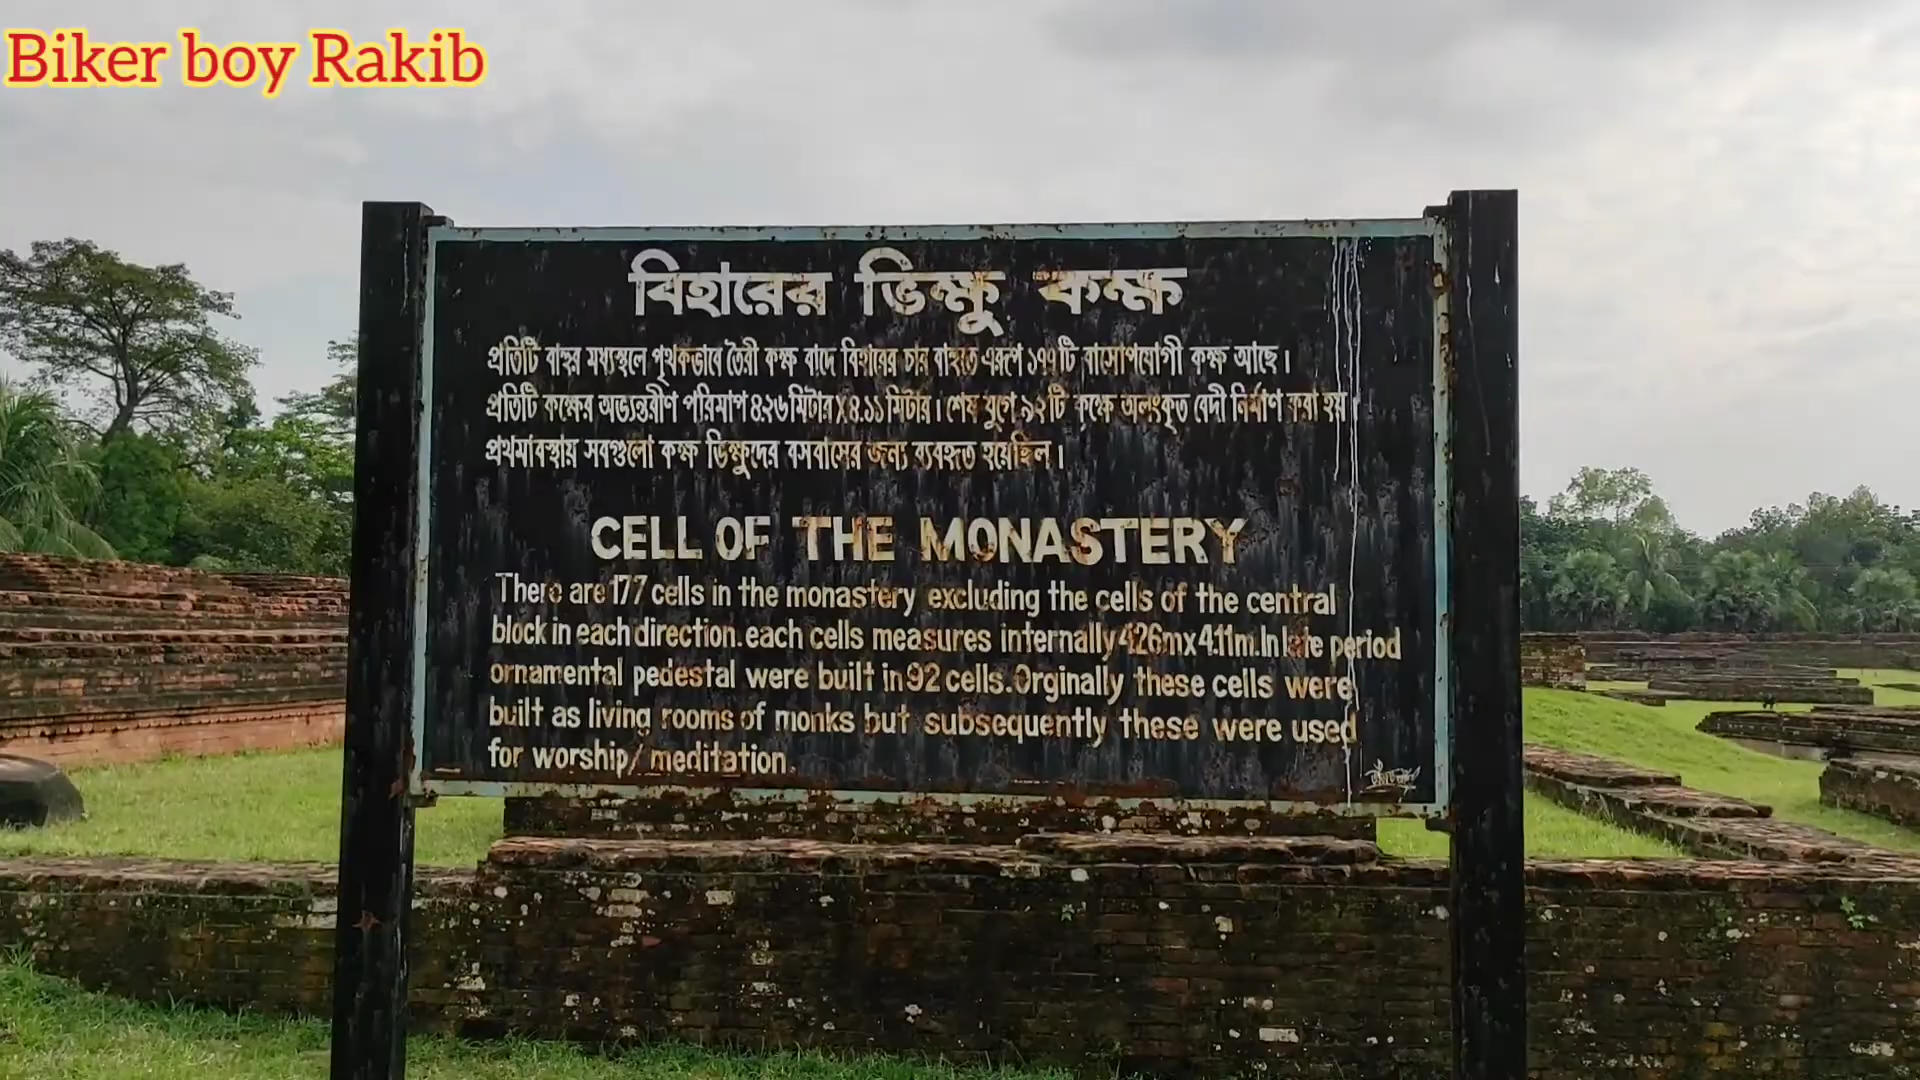 Biker boy Rakib
বিহারের ভিক্ষু কক্ষ
প্রতিটি বাহুর মধ্যস্থলে পৃথকভাবে তৈরী কক্ষ বাদে বিহারের চার বাহুতে এরূপে ১৭৭ টি বাসোপযোগী কক্ষ আছে।
প্রতিটি কক্ষের অভ্যন্তরীণ পরিমাপ ৪.২৬ মিটার X ৪.১১ মিটার। শেষ যুগে ৯২ টি কক্ষে অলংকৃত বেদী নির্মাণ করা হয়।
প্রথমাবস্থায় সবগুলো কক্ষ ভিক্ষুদের বসবাসের জন্য ব্যবহৃত হয়েছিল।
CELL OF THE MONASTERY
There are 177 cells in the monastery excluding the cells of the central
block in each direction. each cells measures internally 4.26m x 4.11m. In late period
ornamental pedestal were built in 92 cells. Orginally these cells were
built as living rooms of monks but subsequently these were used
for worship/ meditation.